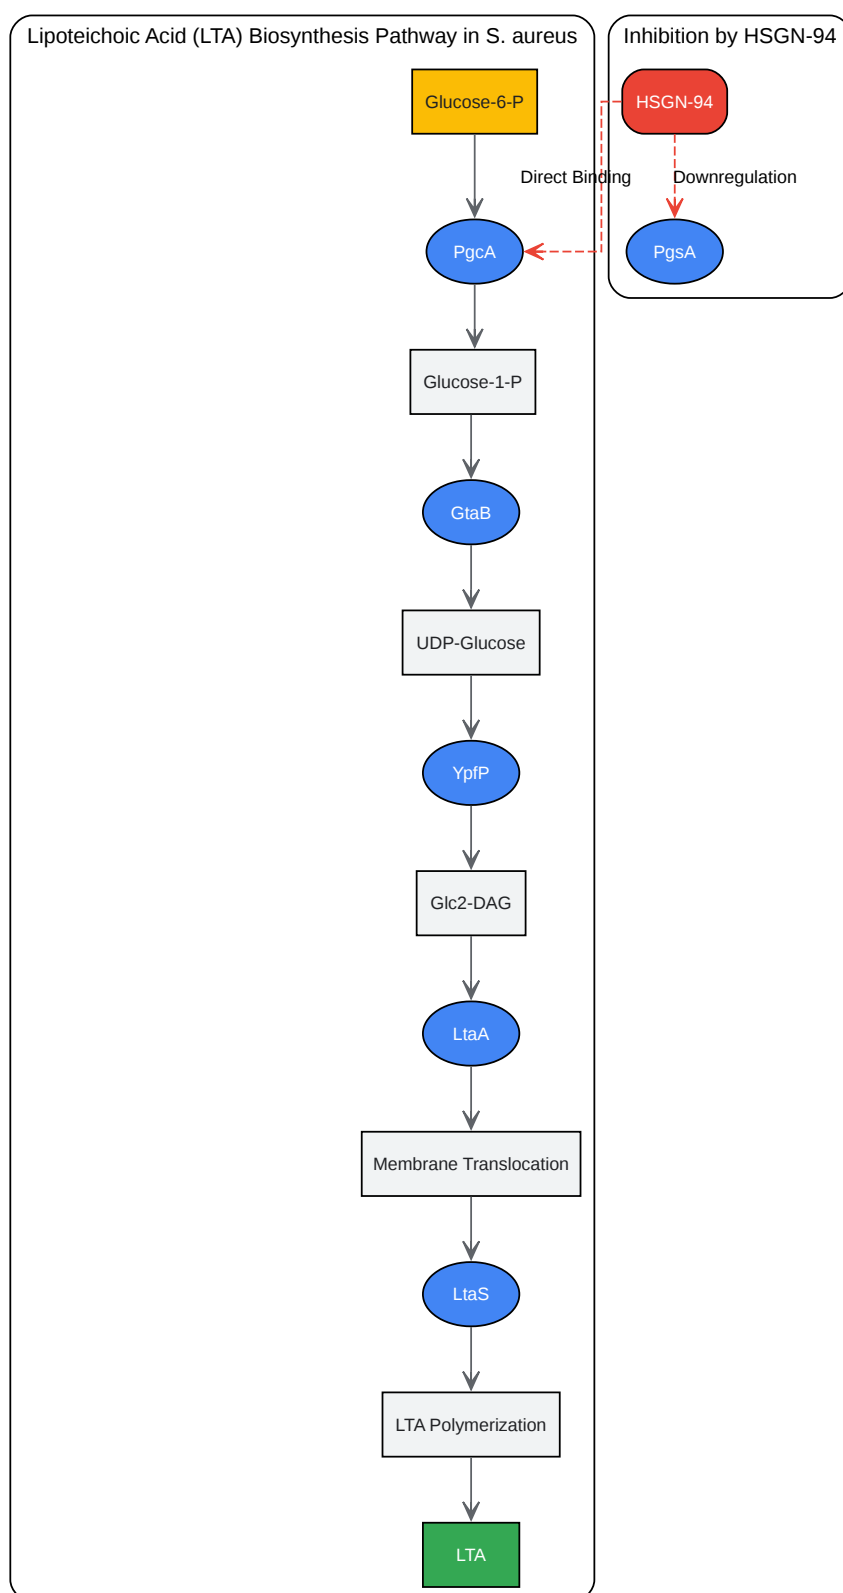 Lipoteichoic Acid (LTA) Biosynthesis Pathway in S. aureus
Inhibition by HSGN-94
Glucose-6-P
HSGN-94
Direct Binding
Downregulation
PgcA
PgsA
Glucose-1-P
GtaB
UDP-Glucose
YpfP
Glc2-DAG
LtaA
Membrane Translocation
LtaS
LTA Polymerization
LTA